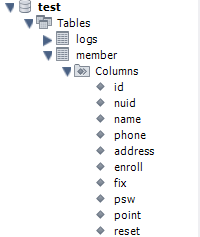 test
Tables
logs
member
Columns
id
nuid
name
phone
address
enroll
fix
psw
point
reset